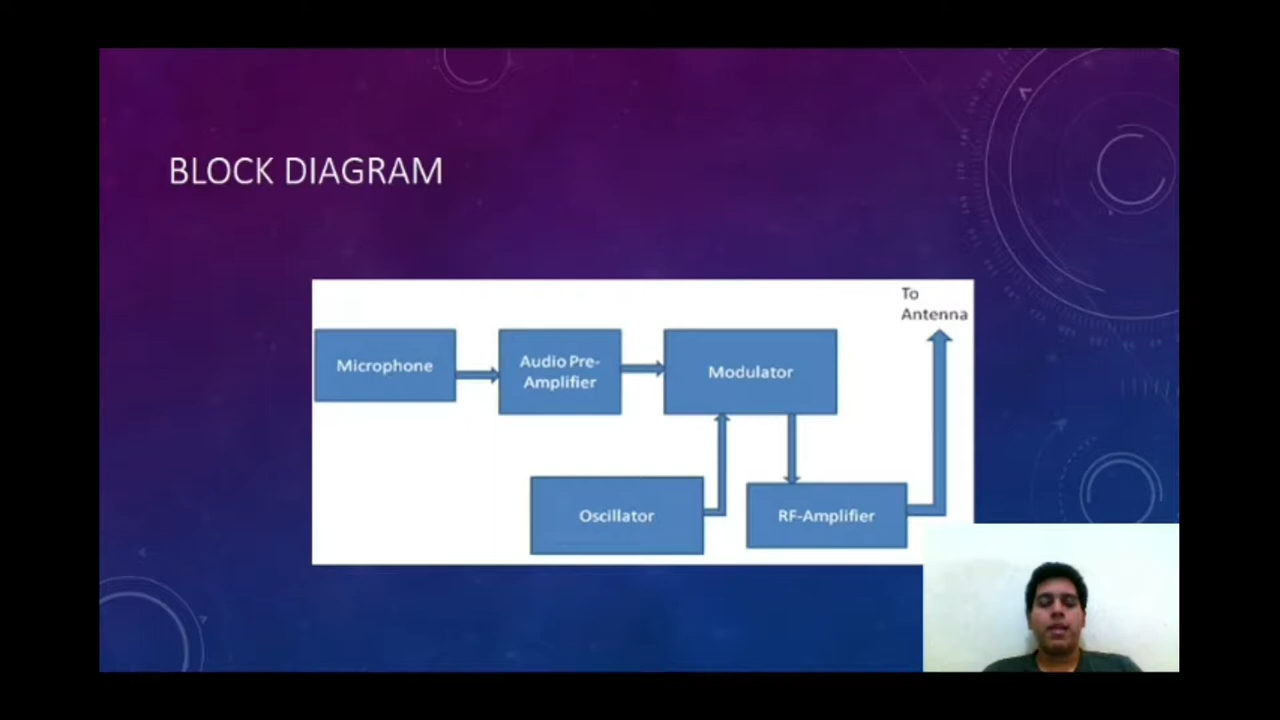 BLOCK DIAGRAM
To
Antenna
Microphone
Audio Pre-
Amplifier
Modulator
Oscillator
RF-Amplifier